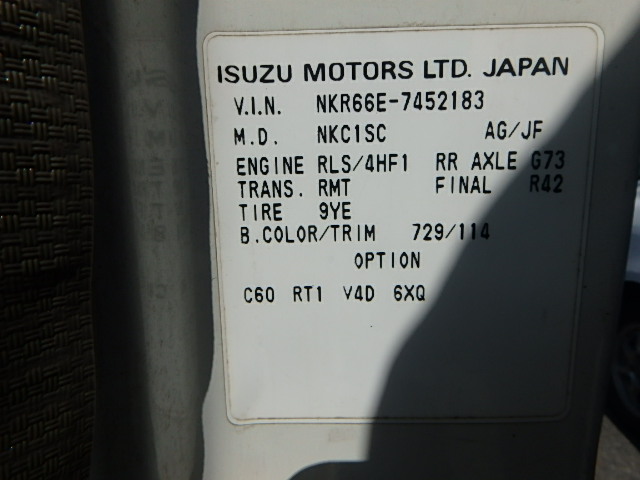 ISUZU MOTORS LTD. JAPAN
V.I.N. NKR66E-7452183
M.D. NKC1SC AG/JF
ENGINE RLS/4HF1 RR AXLE G73
TRANS. RMT FINAL R42
TIRE 9YE
B.COLOR/TRIM 729/114
OPTION
C60 RT1 V4D 6XQ